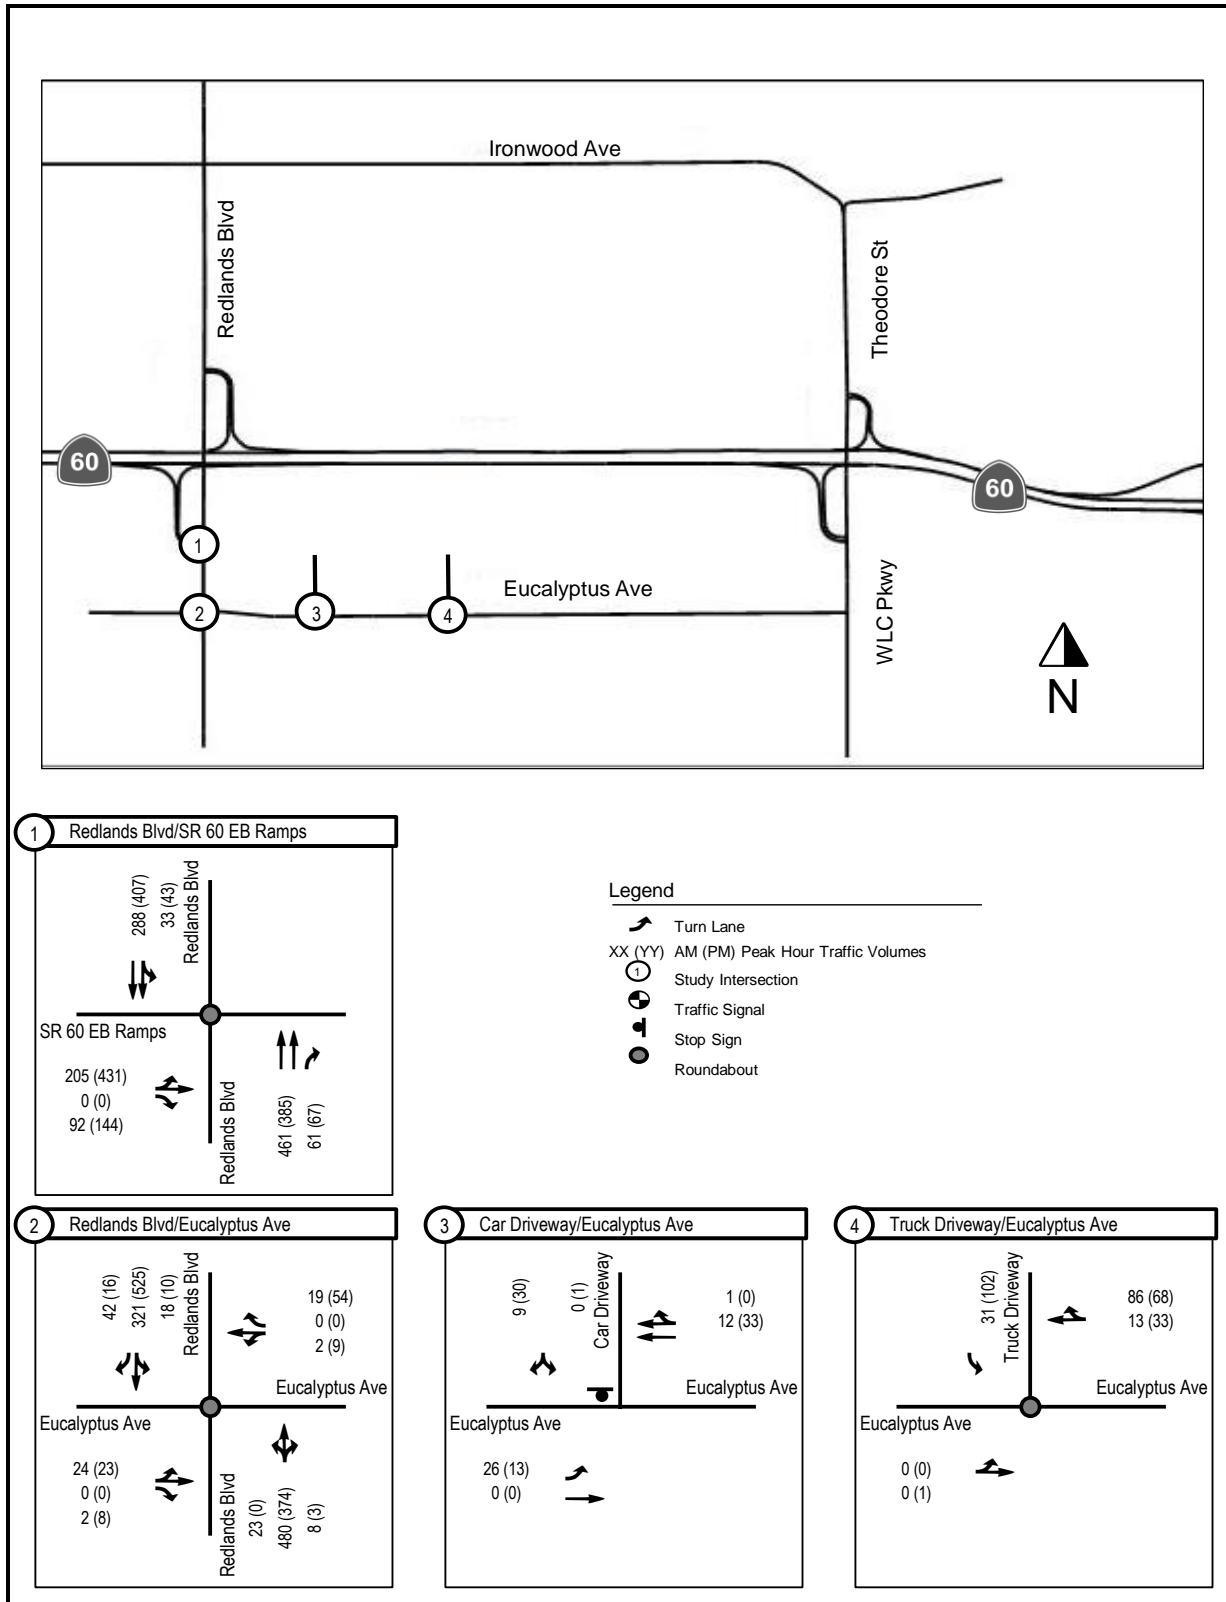 Ironwood Ave
Redlands Blvd
Theodore St
60
60
1
Eucalyptus Ave
2
3
4
WLC Pkwy
N
1 Redlands Blvd/SR 60 EB Ramps
288 (407)
33 (43)
Redlands Blvd
SR 60 EB Ramps
205 (431)
0 (0)
92 (144)
Redlands Blvd
461 (385)
61 (67)
Legend
Turn Lane
XX (YY) AM (PM) Peak Hour Traffic Volumes
1 Study Intersection
Traffic Signal
Stop Sign
Roundabout
2 Redlands Blvd/Eucalyptus Ave
42 (16)
321 (525)
18 (10)
Redlands Blvd
19 (54)
0 (0)
2 (9)
Eucalyptus Ave
Eucalyptus Ave
24 (23)
0 (0)
2 (8)
Redlands Blvd
23 (0)
480 (374)
8 (3)
3 Car Driveway/Eucalyptus Ave
9 (30)
0 (1)
Car Driveway
1 (0)
12 (33)
Eucalyptus Ave
Eucalyptus Ave
26 (13)
0 (0)
4 Truck Driveway/Eucalyptus Ave
31 (102)
Truck Driveway
86 (68)
13 (33)
Eucalyptus Ave
Eucalyptus Ave
0 (0)
0 (1)